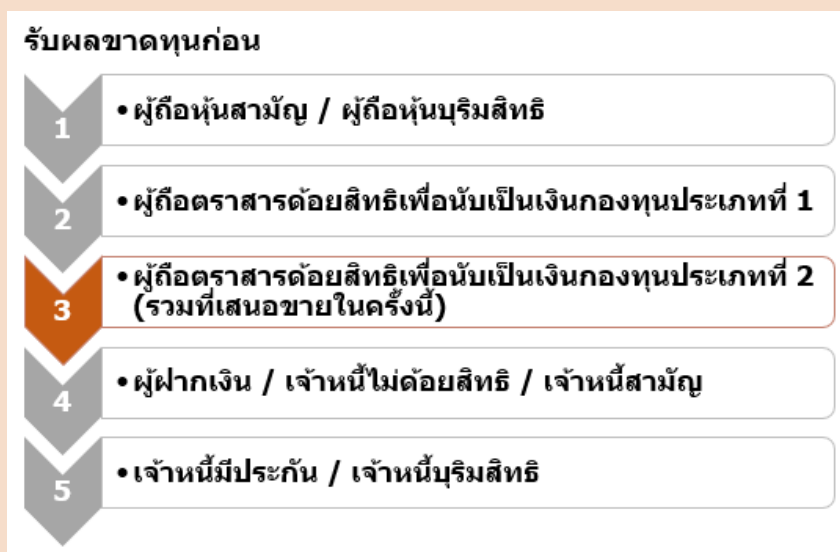 รับผลขาดทุนก่อน
1
•ผู้ถือหุ้นสามัญ / ผู้ถือหุ้นบุริมสิทธิ
2
•ผู้ถือตราสารด้อยสิทธิเพื่อนับเป็นเงินกองทุนประเภทที่ 1
3
•ผู้ถือตราสารด้อยสิทธิเพื่อนับเป็นเงินกองทุนประเภทที่ 2
(รวมที่เสนอขายในครั้งนี้)
4
•ผู้ฝากเงิน / เจ้าหนี้ไม่ด้อยสิทธิ / เจ้าหนี้สามัญ
5
•เจ้าหนี้มีประกัน / เจ้าหนี้บุริมสิทธิ